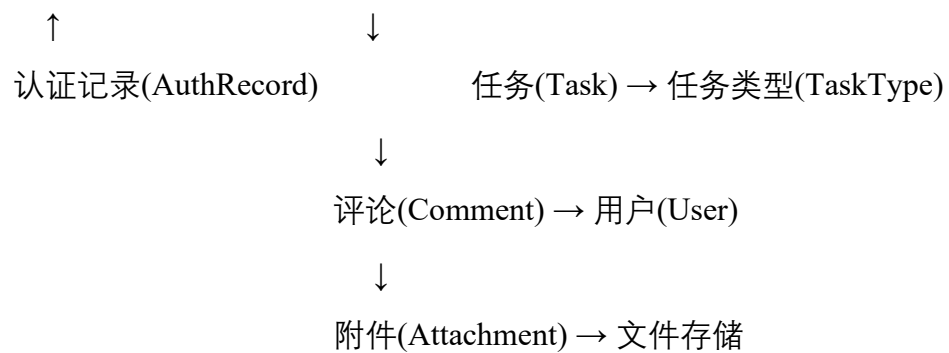 ↑ ↓
认证记录(AuthRecord) 任务(Task) → 任务类型(TaskType)
↓
评论(Comment) → 用户(User)
↓
附件(Attachment) → 文件存储